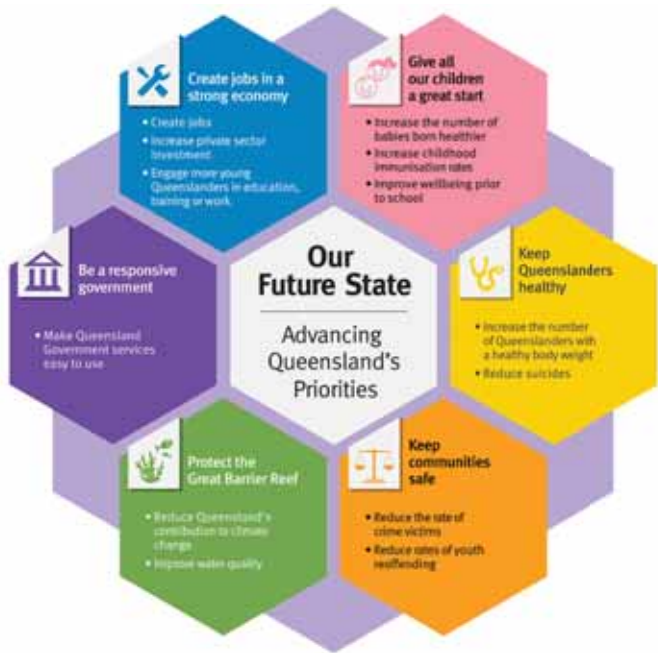 Our
Future State
Advancing
Queensland's
Priorities
Create jobs in a
strong economy
• Create jobs
• Increase private sector
investment
• Engage more young
Queenslanders in education,
training or work
Give all
our children
a great start
• Increase the number of
babies born healthier
• Increase childhood
immunisation rates
• Improve wellbeing prior
to school
Keep
Queenslanders
healthy
• Increase the number
of Queenslanders with
a healthy body weight
• Reduce suicides
Keep
communities
safe
• Reduce the rate of
crime victims
• Reduce rates of youth
reoffending
Protect the
Great Barrier Reef
• Reduce Queensland's
contribution to climate
change
• Improve water quality
Be a responsive
government
• Make Queensland
Government services
easy to use